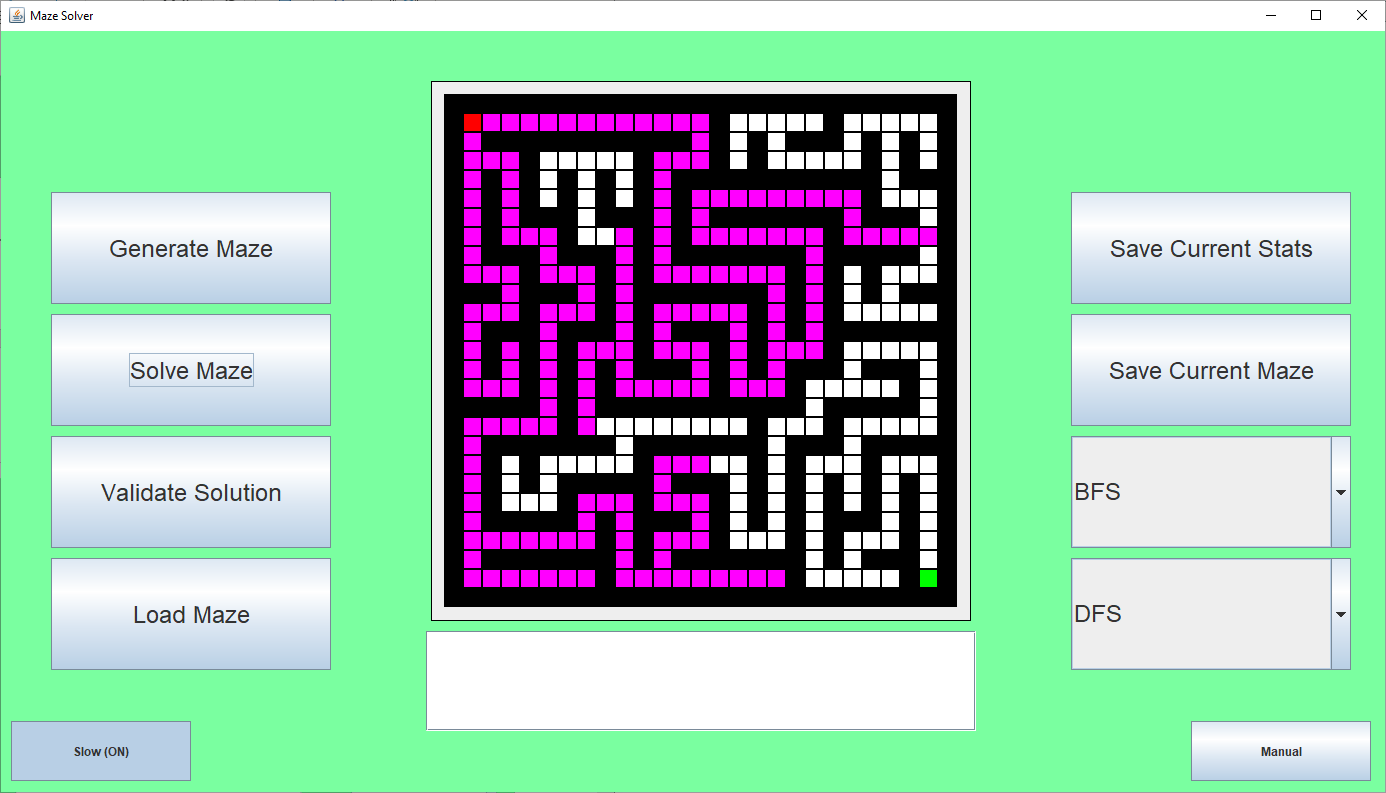 Maze Solver
Generate Maze
Solve Maze
Validate Solution
Load Maze
Save Current Stats
Save Current Maze
BFS
DFS
Slow (ON)
Manual